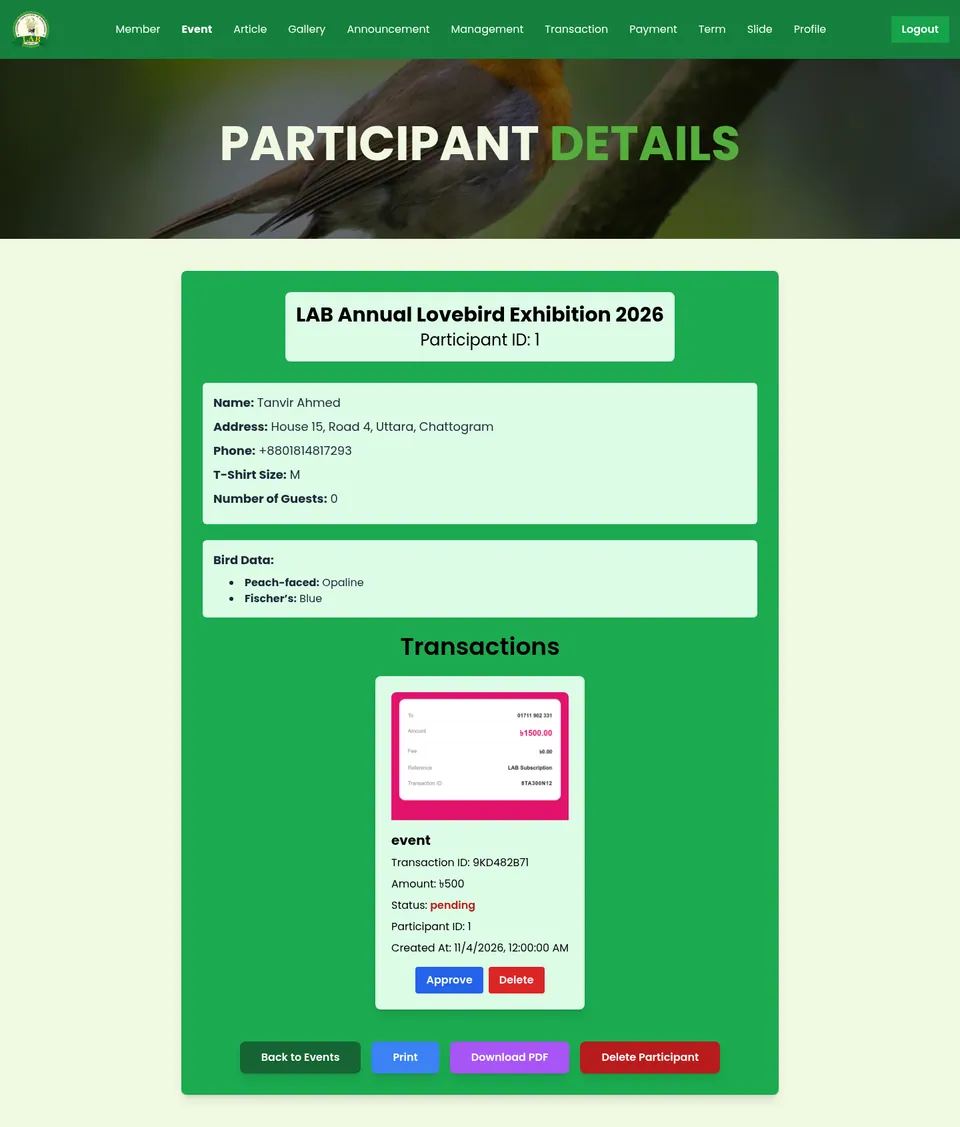 LAB
Member Event Article Gallery Announcement Management Transaction Payment Term Slide Profile Logout
PARTICIPANT DETAILS
LAB Annual Lovebird Exhibition 2026
Participant ID: 1
Name: Tanvir Ahmed
Address: House 15, Road 4, Uttara, Chattogram
Phone: +8801814817293
T-Shirt Size: M
Number of Guests: 0
Bird Data:
• Peach-faced: Opaline
• Fischer's: Blue
Transactions
To 01711 902 331
Amount ৳1500.00
Fee ৳0.00
Reference LAB Subscription
Transaction ID 8TA300N12
event
Transaction ID: 9KD482B71
Amount: ৳500
Status: pending
Participant ID: 1
Created At: 11/4/2026, 12:00:00 AM
Approve Delete
Back to Events Print Download PDF Delete Participant